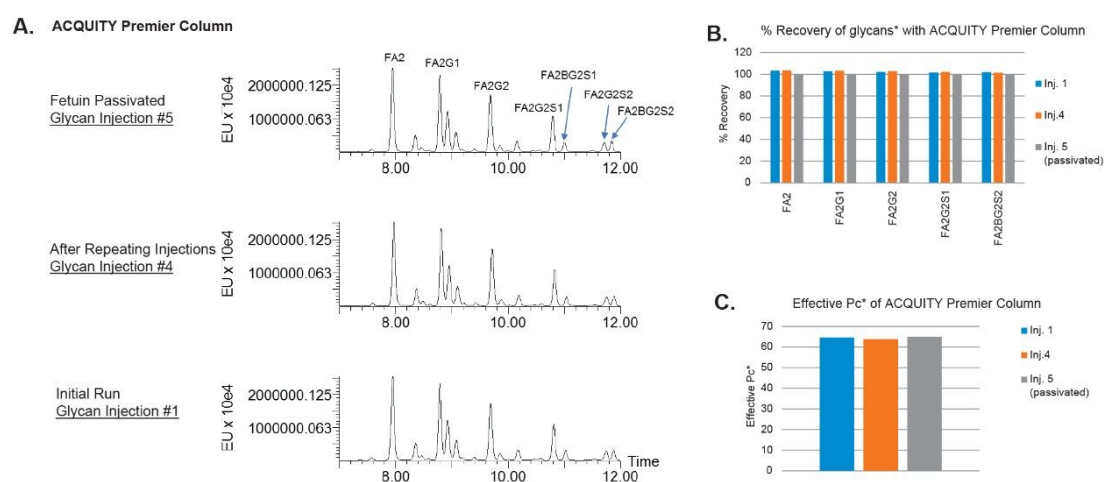 A. ACQUITY Premier Column
Fetuin Passivated
Glycan Injection #5
EU x 10e4
2000000.125
1000000.063
FA2
FA2G1
FA2G2
FA2G2S1
FA2BG2S1
FA2G2S2
FA2BG2S2
8.00 10.00 12.00
After Repeating Injections
Glycan Injection #4
EU x 10e4
2000000.125
1000000.063
8.00 10.00 12.00
Initial Run
Glycan Injection #1
EU x 10e4
2000000.125
1000000.063
Time
8.00 10.00 12.00
B. % Recovery of glycans* with ACQUITY Premier Column
% Recovery
120
100
80
60
40
20
0
FA2
FA2G1
FA2G2
FA2G2S1
FA2BG2S2
Inj. 1
Inj.4
Inj. 5
(passivated)
C. Effective Pc* of ACQUITY Premier Column
Effective Pc*
70
60
50
40
30
20
10
0
Inj. 1
Inj.4
Inj. 5
(passivated)